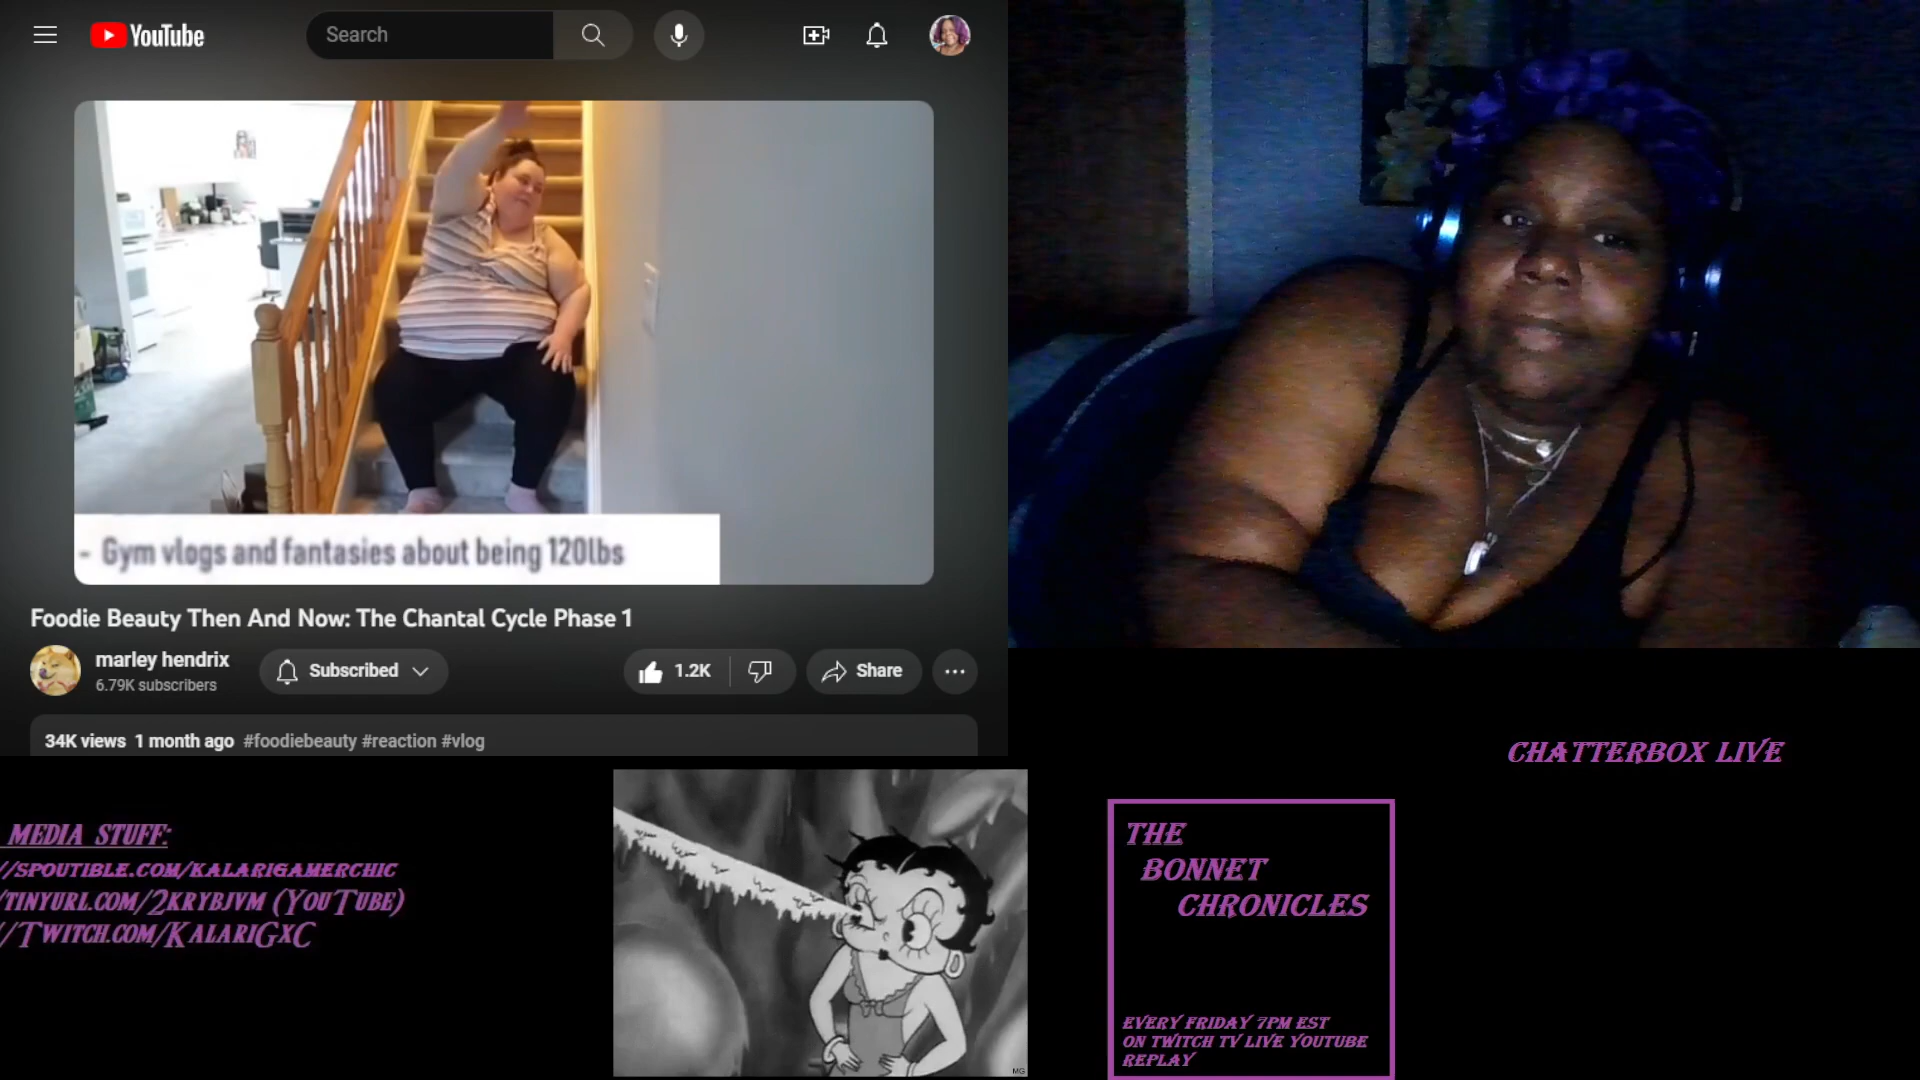 YouTube
Search
- Gym vlogs and fantasies about being 120lbs
Foodie Beauty Then And Now: The Chantal Cycle Phase 1
marley hendrix
6.79K subscribers
Subscribed
1.2K
Share
34K views 1 month ago #foodiebeauty #reaction #vlog
CHATTERBOX LIVE
MEDIA STUFF:
//SPOUTIBLE.COM/KALARIGAMERCHIC
/TINYURL.COM/2KRYBJVM (YOUTUBE)
//TWITCH.COM/KALARIGXC
THE
BONNET
CHRONICLES
EVERY FRIDAY 7PM EST
ON TWITCH TV LIVE YOUTUBE
REPLAY
MG